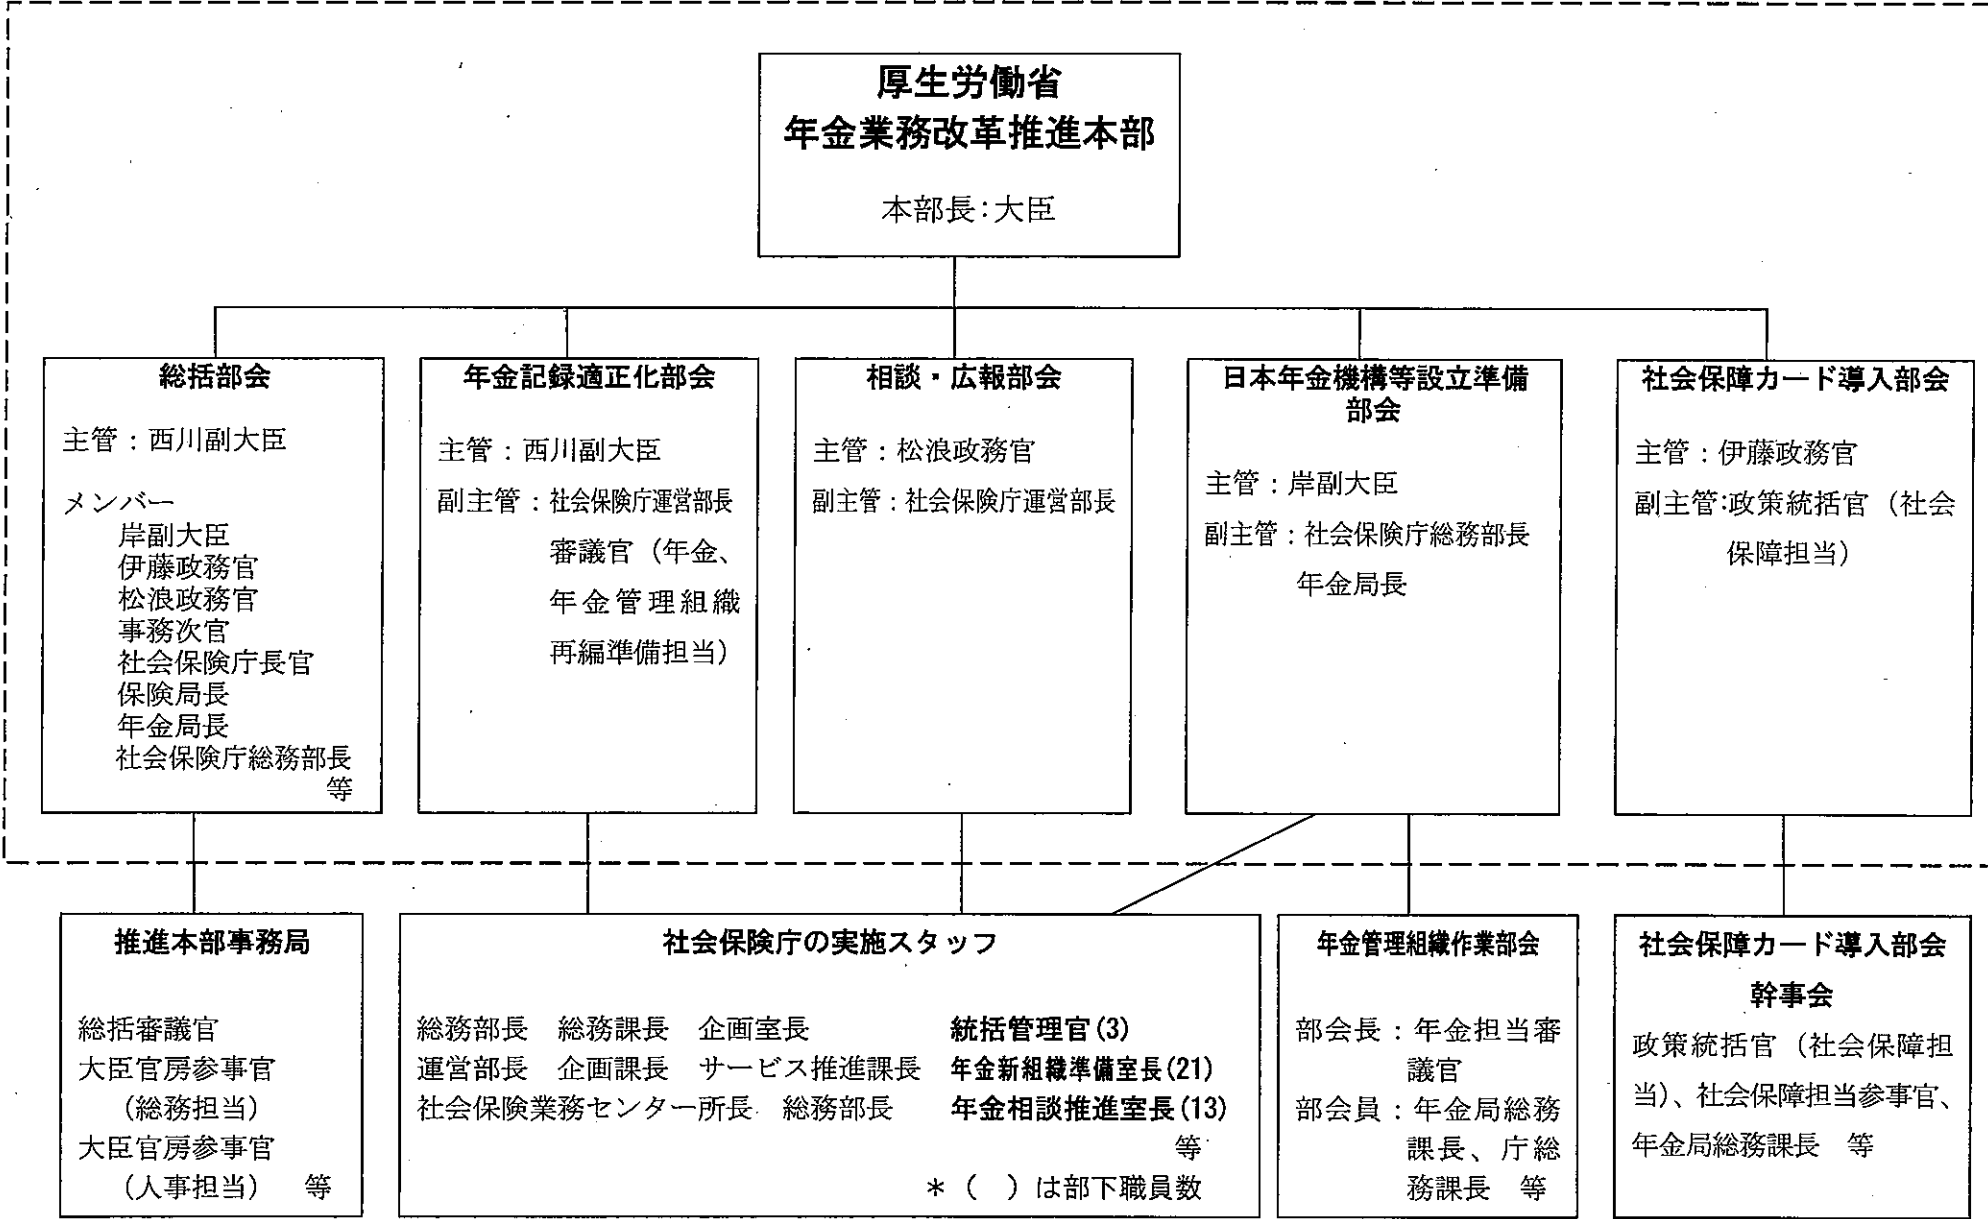 厚生労働省
年金業務改革推進本部
本部長：大臣
総括部会
主管：西川副大臣
メンバー
岸副大臣
伊藤政務官
松浪政務官
事務次官
社会保険庁長官
保険局長
年金局長
社会保険庁総務部長
等
年金記録適正化部会
主管：西川副大臣
副主管：社会保険庁運営部長
審議官（年金、
年金管理組織
再編準備担当）
相談・広報部会
主管：松浪政務官
副主管：社会保険庁運営部長
日本年金機構等設立準備
部会
主管：岸副大臣
副主管：社会保険庁総務部長
年金局長
社会保障カード導入部会
主管：伊藤政務官
副主管：政策統括官（社会
保障担当）
推進本部事務局
総括審議官
大臣官房参事官
（総務担当）
大臣官房参事官
（人事担当）　等
社会保険庁の実施スタッフ
総務部長　総務課長　企画室長　統括管理官(3)
運営部長　企画課長　サービス推進課長　年金新組織準備室長(21)
社会保険業務センター所長　総務部長　年金相談推進室長(13)
等
＊（　）は部下職員数
年金管理組織作業部会
部会長：年金担当審
議官
部会員：年金局総務
課長、庁総
務課長　等
社会保障カード導入部会
幹事会
政策統括官（社会保障担
当）、社会保障担当参事官、
年金局総務課長　等